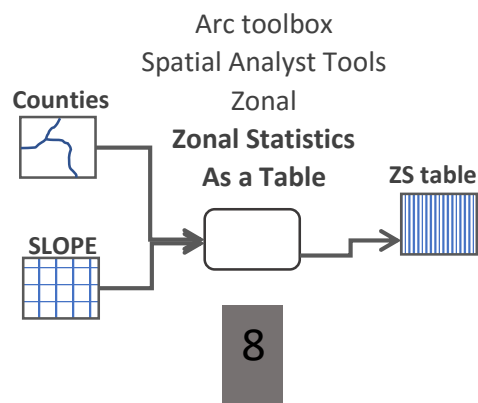 Arc toolbox
Spatial Analyst Tools
Zonal
Zonal Statistics
As a Table
Counties
ZS table
SLOPE
8